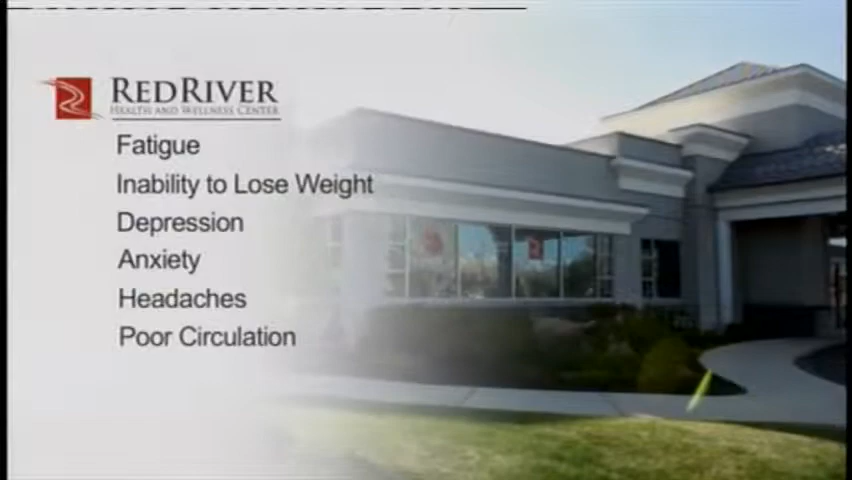 REDRIVER
HEALTH AND WELLNESS CENTER
Fatigue
Inability to Lose Weight
Depression
Anxiety
Headaches
Poor Circulation